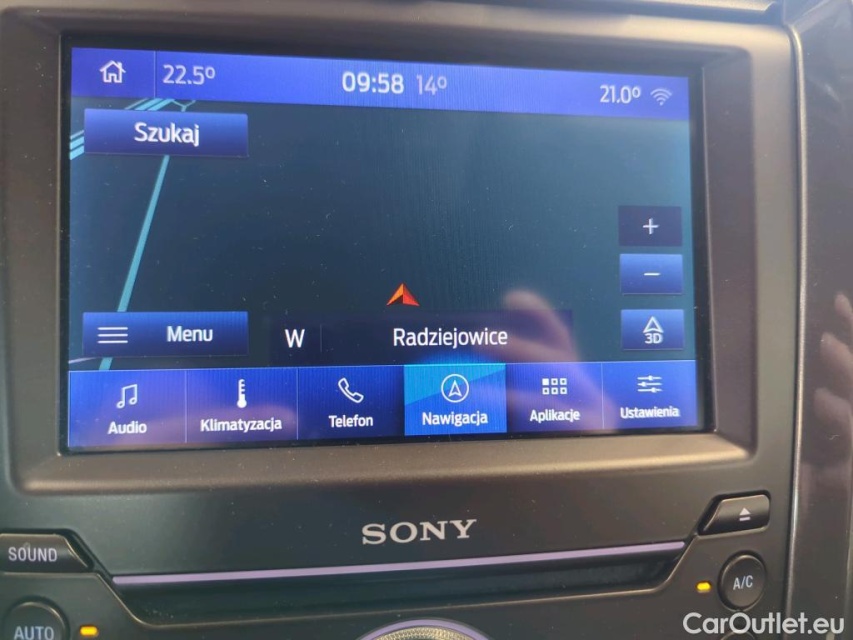 22.5°
09:58 14°
21.0°
Szukaj
+
−
3D
Menu
W
Radziejowice
Audio
Klimatyzacja
Telefon
Nawigacja
Aplikacje
Ustawienia
SONY
SOUND
A/C
AUTO
CarOutlet.eu